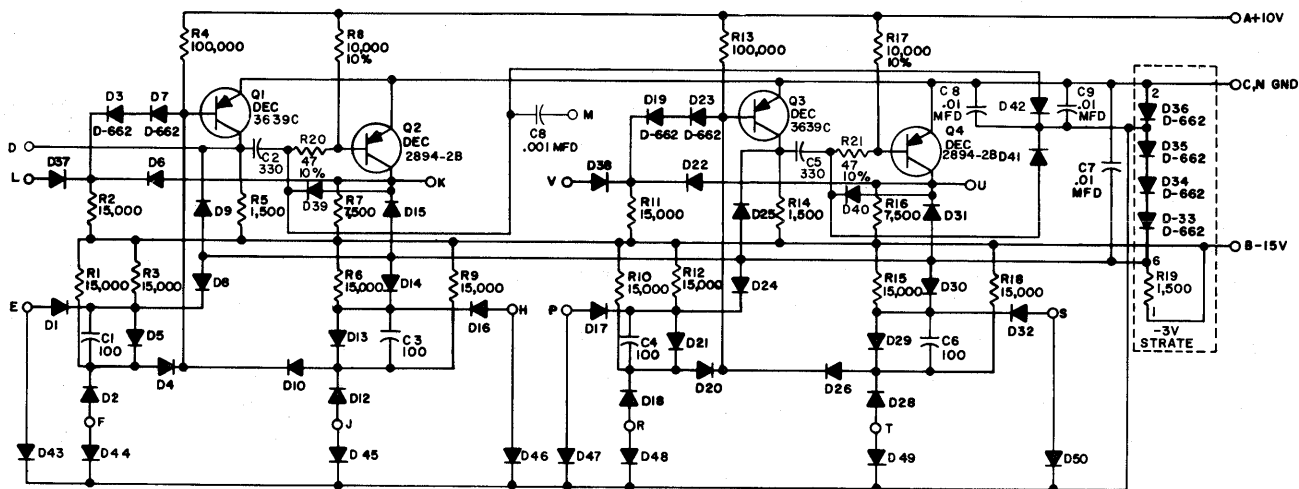 R4
100,000
R8
10,000
10%
R13
100,000
R17
10,000
10%
A+10V
D3
D-662
D7
D-662
Q1
DEC
3639C
D19
D-662
D23
D-662
Q3
DEC
3639C
C8
.01
MFD
D42
C9
.01
MFD
C,N GND
2
D36
D-662
R20
47
10%
Q2
DEC
2894-2B
C8
.001 MFD
M
R21
47
10%
Q4
DEC
2894-2B
D41
D35
D-662
D
C2
330
C5
330
C7
.01
MFD
D34
D-662
L
D37
D6
D39
K
V
D38
D22
D40
U
D-33
D-662
R2
15,000
D9
R5
1,500
R7
7,500
D15
R11
15,000
D25
R14
1,500
R16
7,500
D31
B-15V
6
R1
15,000
R3
15,000
D8
R6
15,000
D14
R9
15,000
R10
15,000
R12
15,000
D24
R15
15,000
D30
R18
15,000
R19
1,500
1
E
D1
D16
H
P
D17
D32
S
-3V
STRATE
C1
100
D5
D13
C3
100
C4
100
D21
D29
C6
100
D4
D10
D20
D26
D2
D12
D18
D28
F
J
R
T
D43
D44
D45
D46
D47
D48
D49
D50